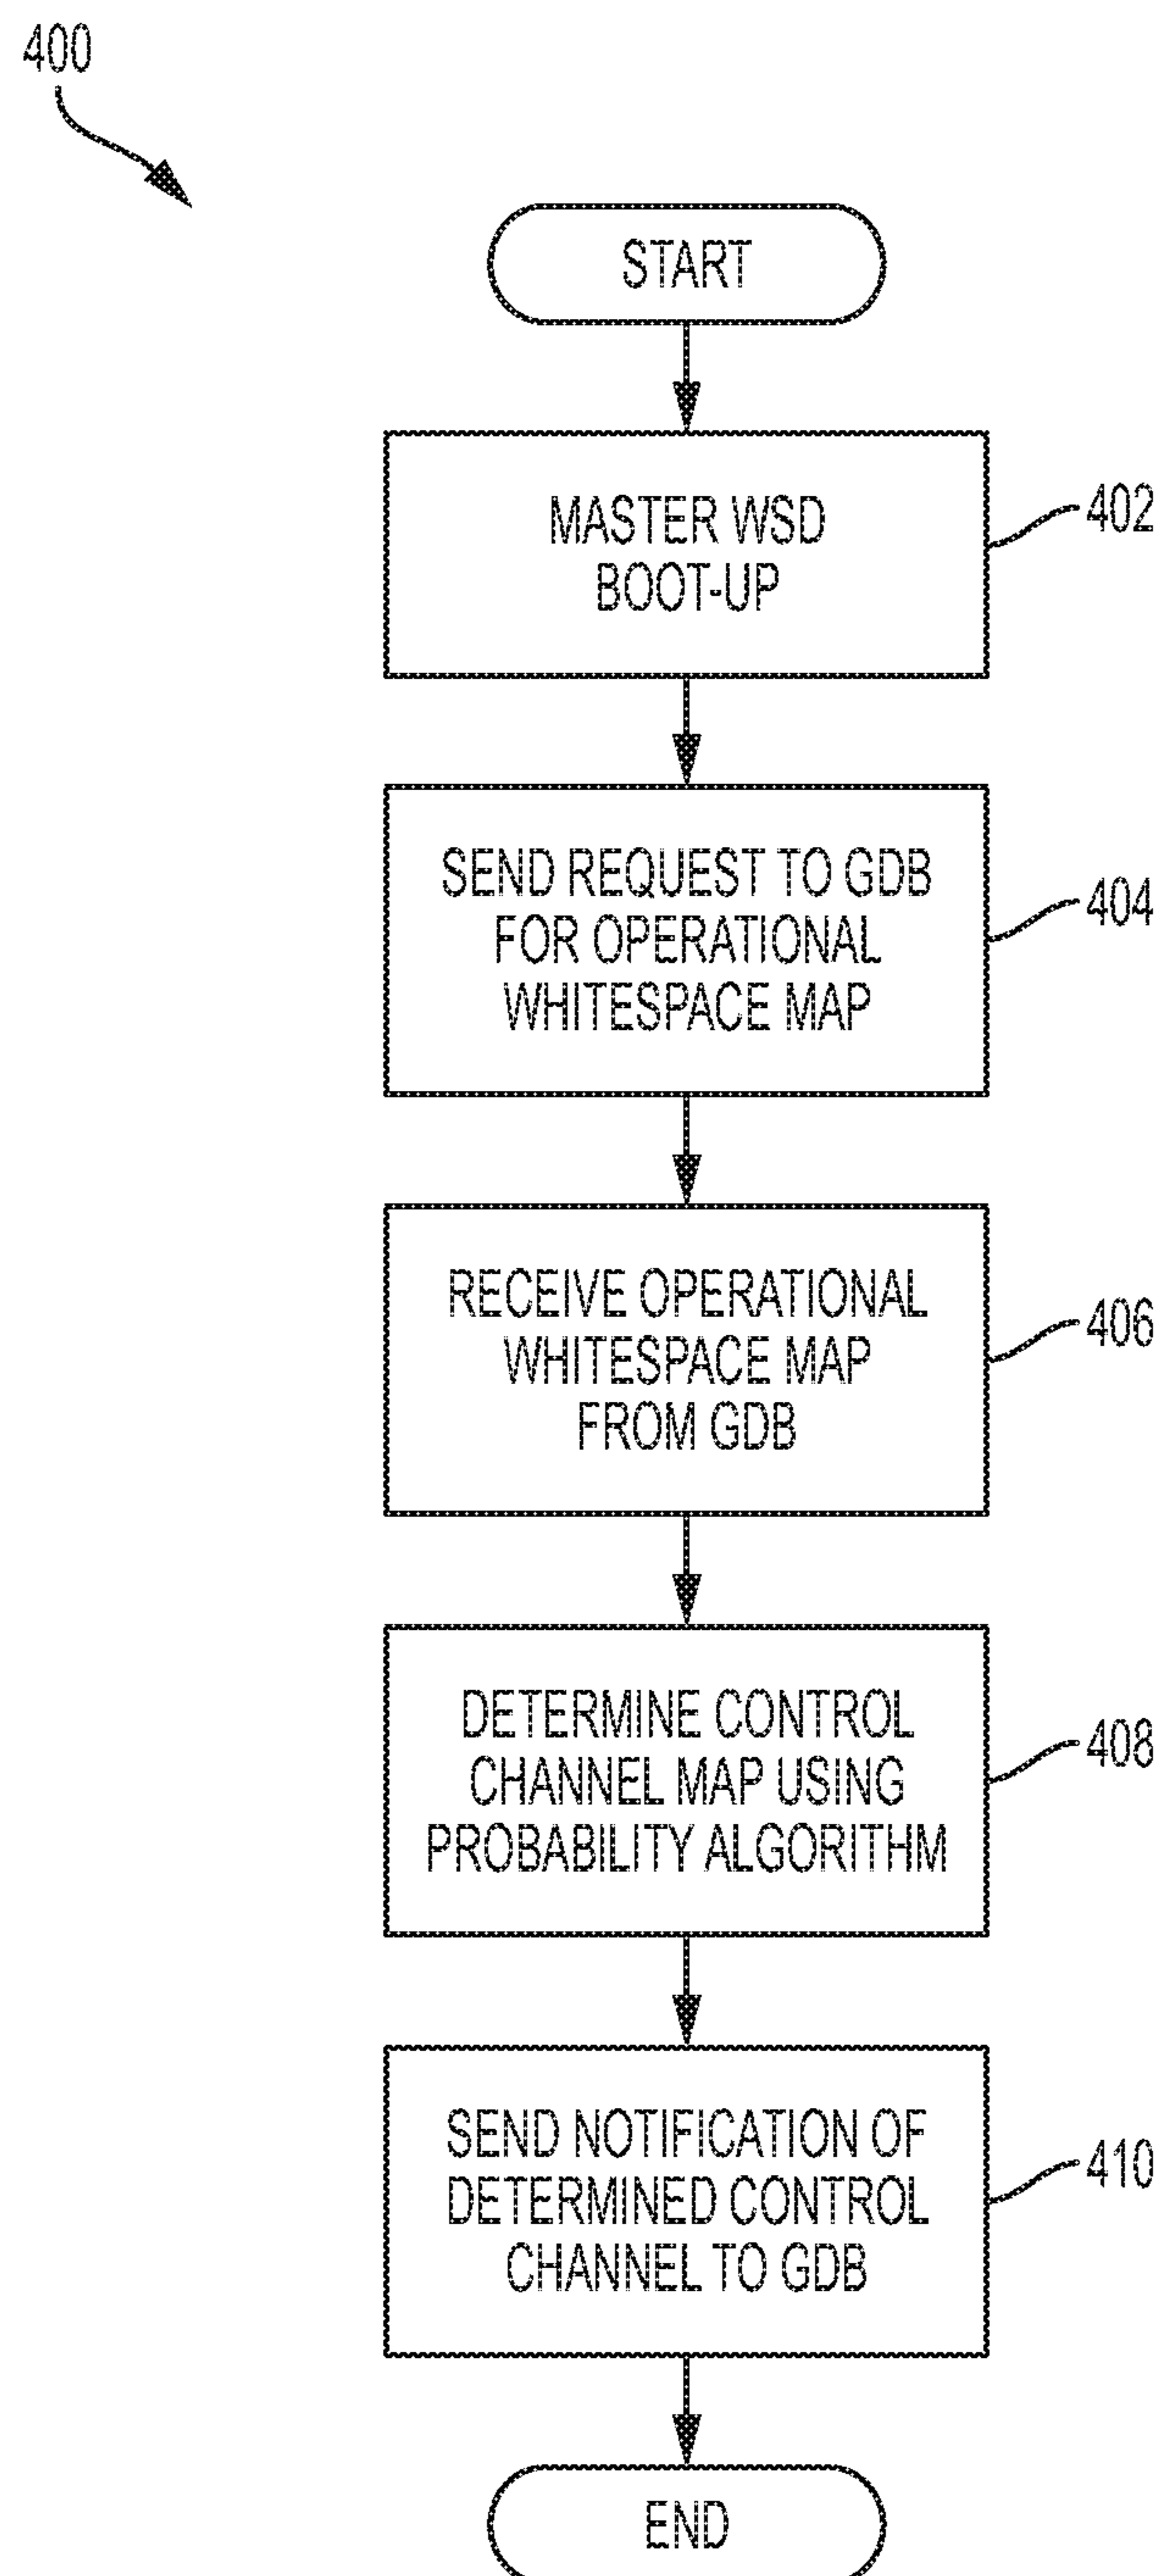 400
START
MASTER WSD
BOOT-UP
402
SEND REQUEST TO GDB
FOR OPERATIONAL
WHITESPACE MAP
404
RECEIVE OPERATIONAL
WHITESPACE MAP
FROM GDB
406
DETERMINE CONTROL
CHANNEL MAP USING
PROBABILITY ALGORITHM
408
SEND NOTIFICATION OF
DETERMINED CONTROL
CHANNEL TO GDB
410
END